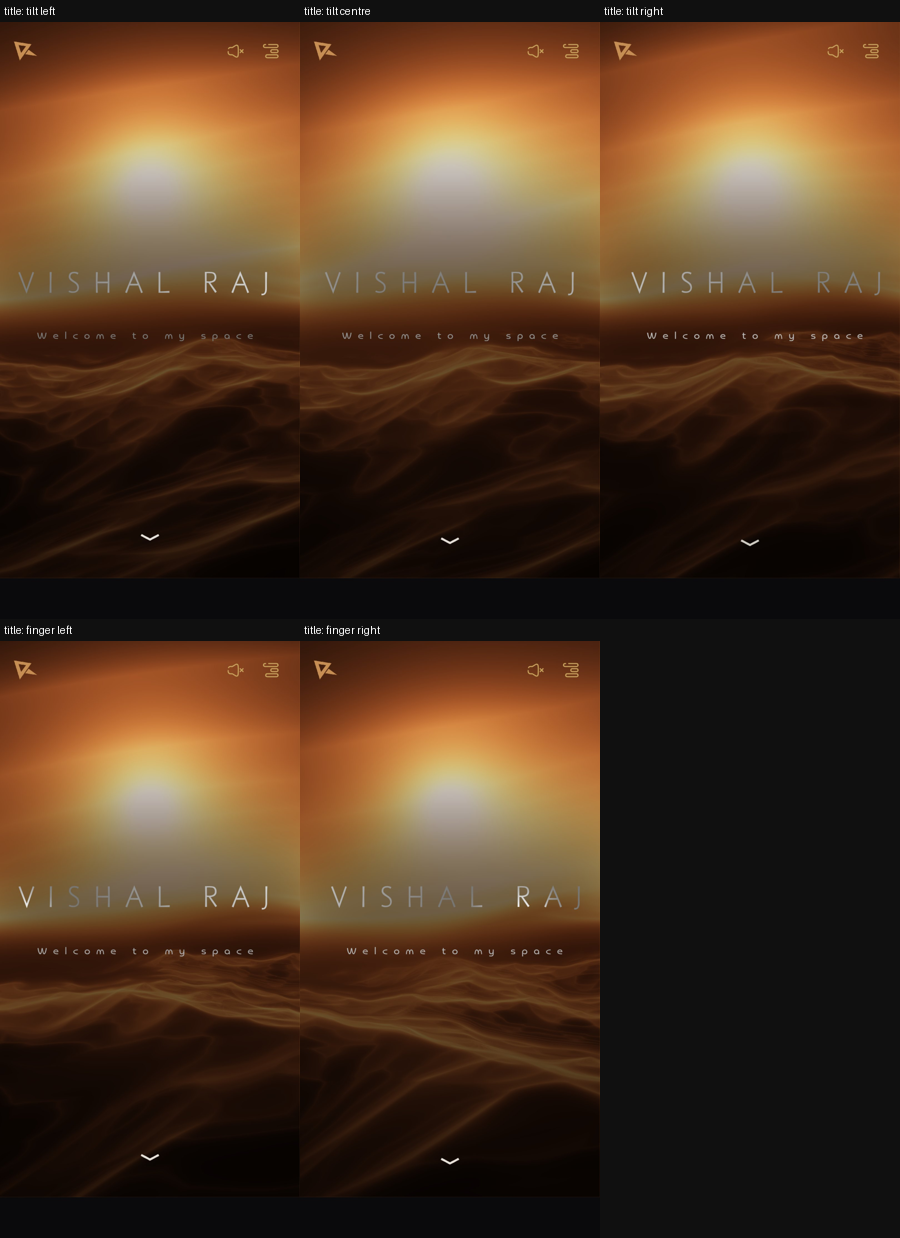 title: tilt left
title: tilt centre
title: tilt right
VISHAL RAJ
Welcome to my space
VISHAL RAJ
Welcome to my space
VISHAL RAJ
Welcome to my space
title: finger left
title: finger right
VISHAL RAJ
Welcome to my space
VISHAL RAJ
Welcome to my space